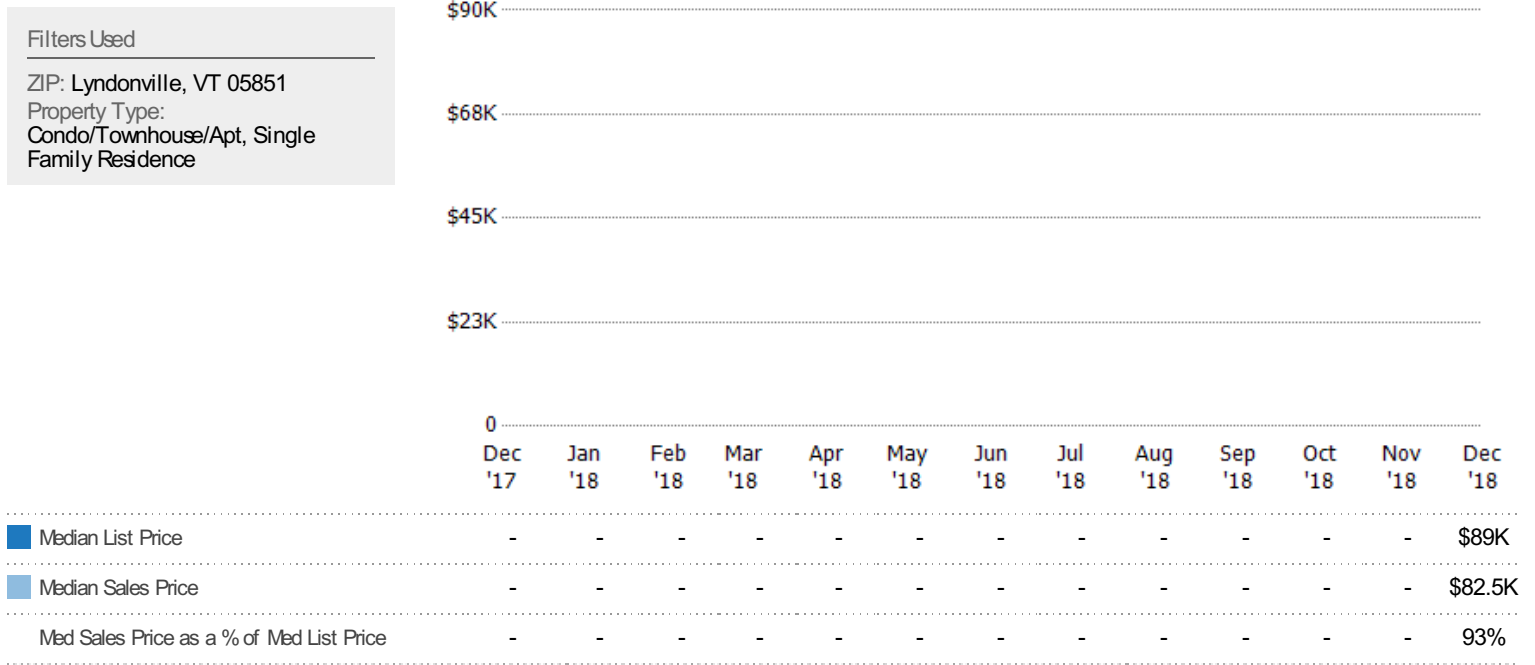 Filters Used
ZIP: Lyndonville, VT 05851
Property Type:
Condo/Townhouse/Apt, Single
Family Residence
$90K
$68K
$45K
$23K
0
Dec Jan Feb Mar Apr May Jun Jul Aug Sep Oct Nov Dec
'17 '18 '18 '18 '18 '18 '18 '18 '18 '18 '18 '18 '18
Median List Price - - - - - - - - - - - - $89K
Median Sales Price - - - - - - - - - - - - $82.5K
Med Sales Price as a % of Med List Price - - - - - - - - - - - - 93%